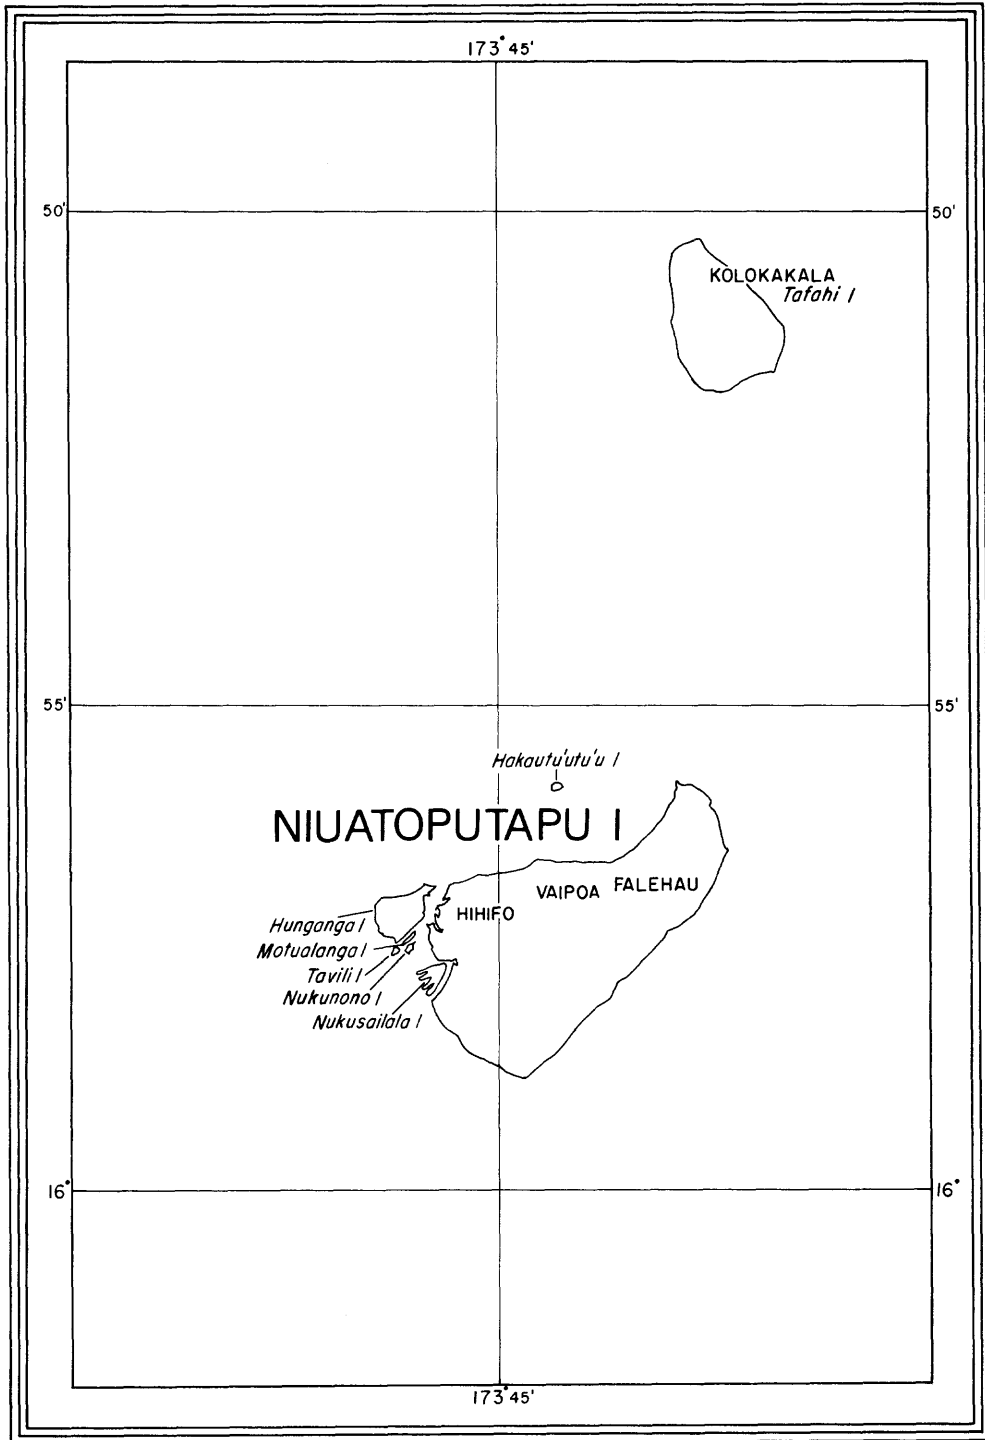 173°45'
50'
50'
KOLOKAKALA
Tafahi I
55'
55'
Hakautu'utu'u I
NIUATOPUTAPU I
VAIPOA
FALEHAU
HIHIFO
Hunganga I
Motualanga I
Tavili I
Nukunono I
Nukusailala I
16°
16°
173°45'